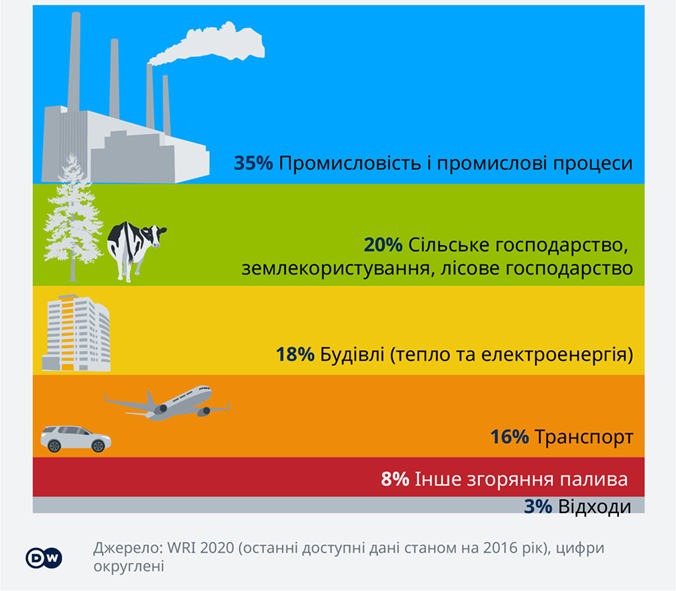 35% Промисловість і промислові процеси
20% Сільське господарство,
землекористування, лісове господарство
18% Будівлі (тепло та електроенергія)
16% Транспорт
8% Інше згоряння палива
3% Відходи
DW
Джерело: WRI 2020 (останні доступні дані станом на 2016 рік), цифри
округлені